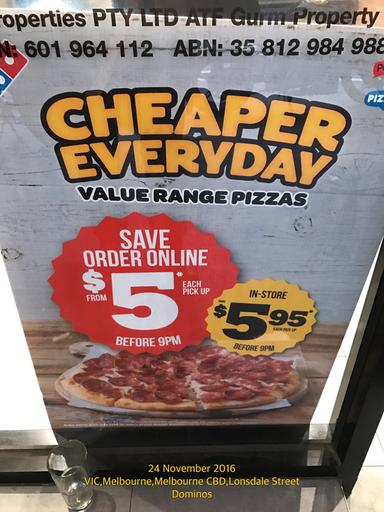 operties PTY LTD ATF Gurm Property
N: 601 964 112 ABN: 35 812 984 988
PIZ
CHEAPER
EVERYDAY
VALUE RANGE PIZZAS
SAVE
ORDER ONLINE
FROM $5* EACH PICK UP
BEFORE 9PM
IN-STORE
$5.95*
EACH PICK UP
BEFORE 9PM
24 November 2016
VIC,Melbourne,Melbourne CBD,Lonsdale Street
Dominos